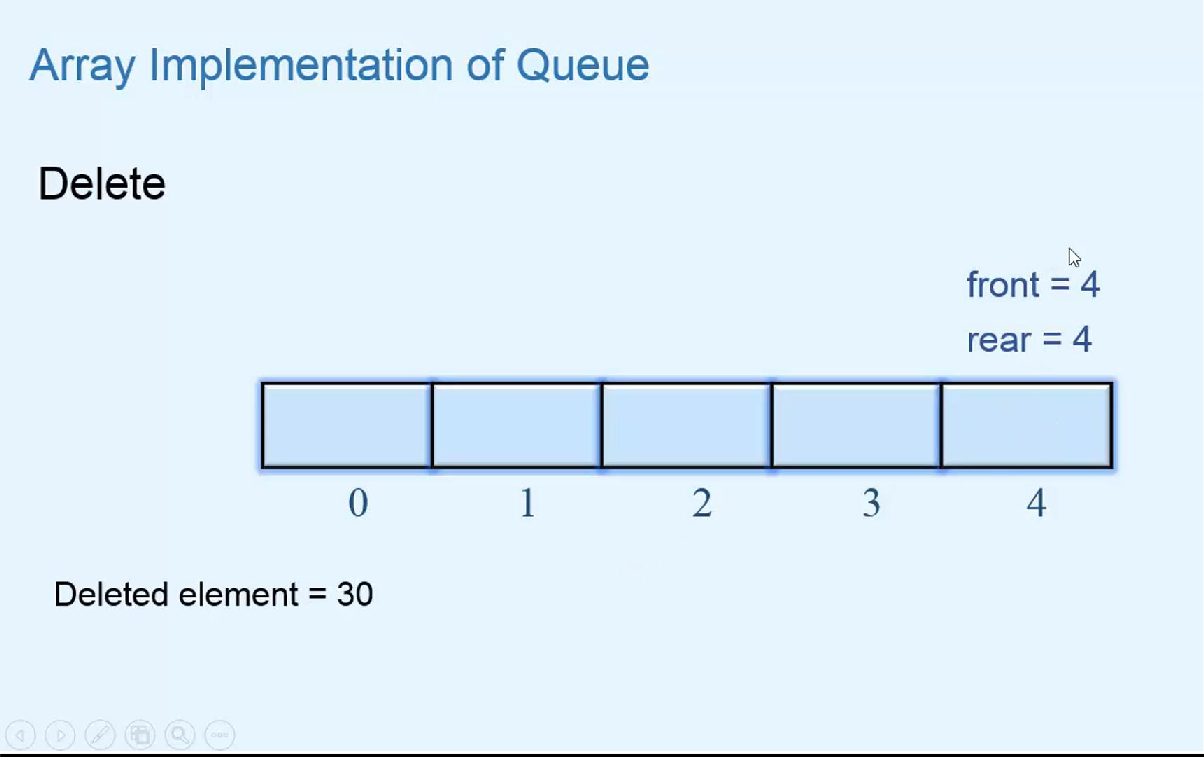 Array Implementation of Queue
Delete
front = 4
rear = 4
0 1 2 3 4
Deleted element = 30